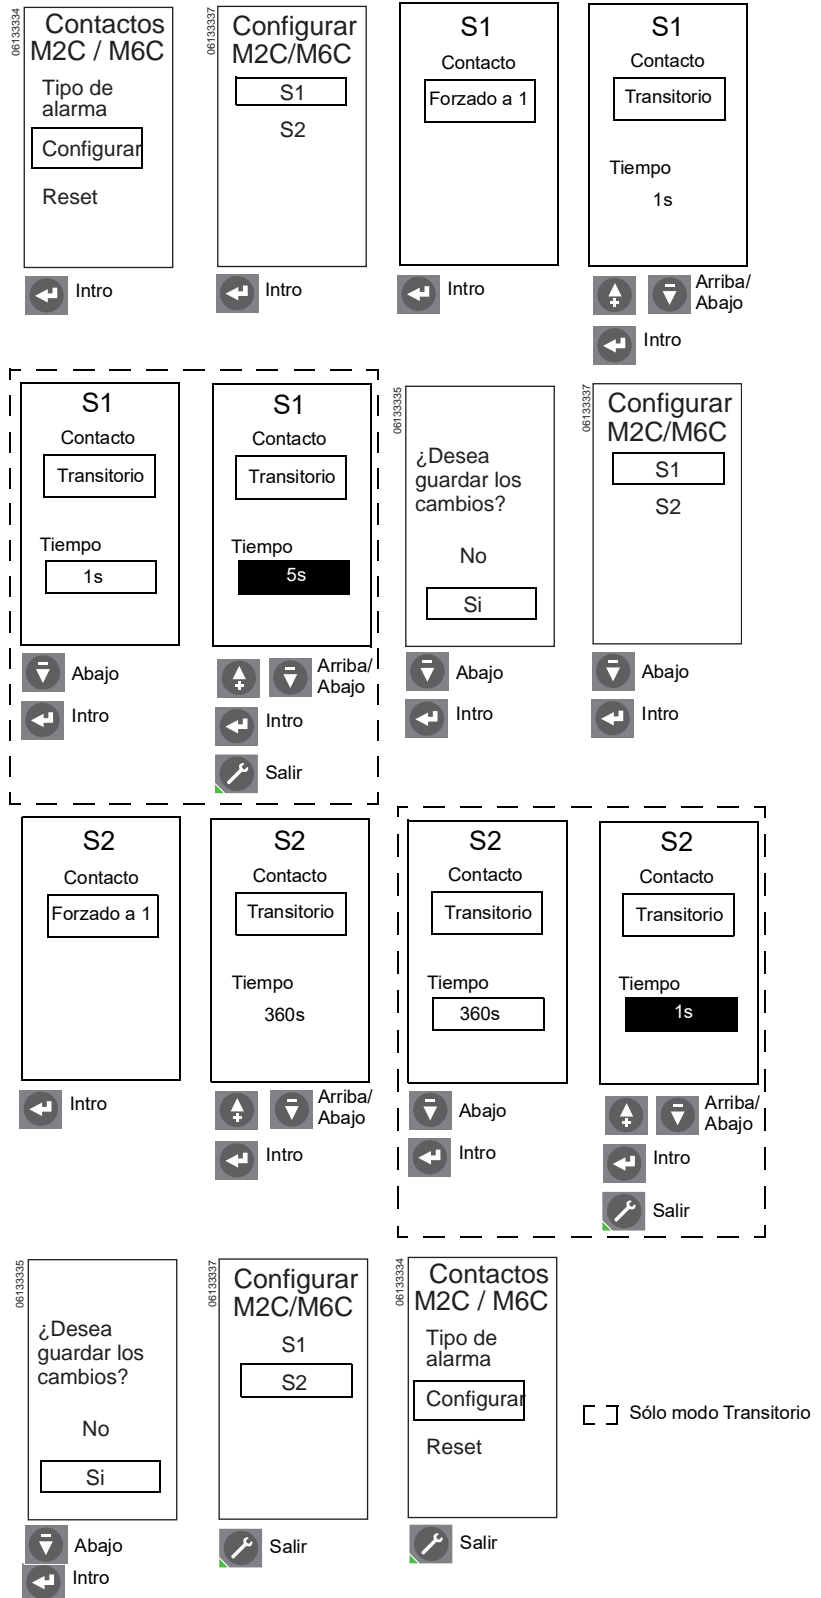 06133334
Contactos
M2C / M6C
Tipo de
alarma
Configurar
Reset
Intro
06133337
Configurar
M2C/M6C
S1
S2
Intro
S1
Contacto
Forzado a 1
Intro
S1
Contacto
Transitorio
Tiempo
1s
Arriba/
Abajo
Intro
S1
Contacto
Transitorio
Tiempo
1s
Abajo
Intro
S1
Contacto
Transitorio
Tiempo
5s
Arriba/
Abajo
Intro
Salir
06133335
¿Desea
guardar los
cambios?
No
Si
Abajo
Intro
06133337
Configurar
M2C/M6C
S1
S2
Abajo
Intro
S2
Contacto
Forzado a 1
Intro
S2
Contacto
Transitorio
Tiempo
360s
Arriba/
Abajo
Intro
S2
Contacto
Transitorio
Tiempo
360s
Abajo
Intro
S2
Contacto
Transitorio
Tiempo
1s
Arriba/
Abajo
Intro
Salir
06133335
¿Desea
guardar los
cambios?
No
Si
Abajo
Intro
06133337
Configurar
M2C/M6C
S1
S2
Salir
06133334
Contactos
M2C / M6C
Tipo de
alarma
Configurar
Reset
Salir
Sólo modo Transitorio